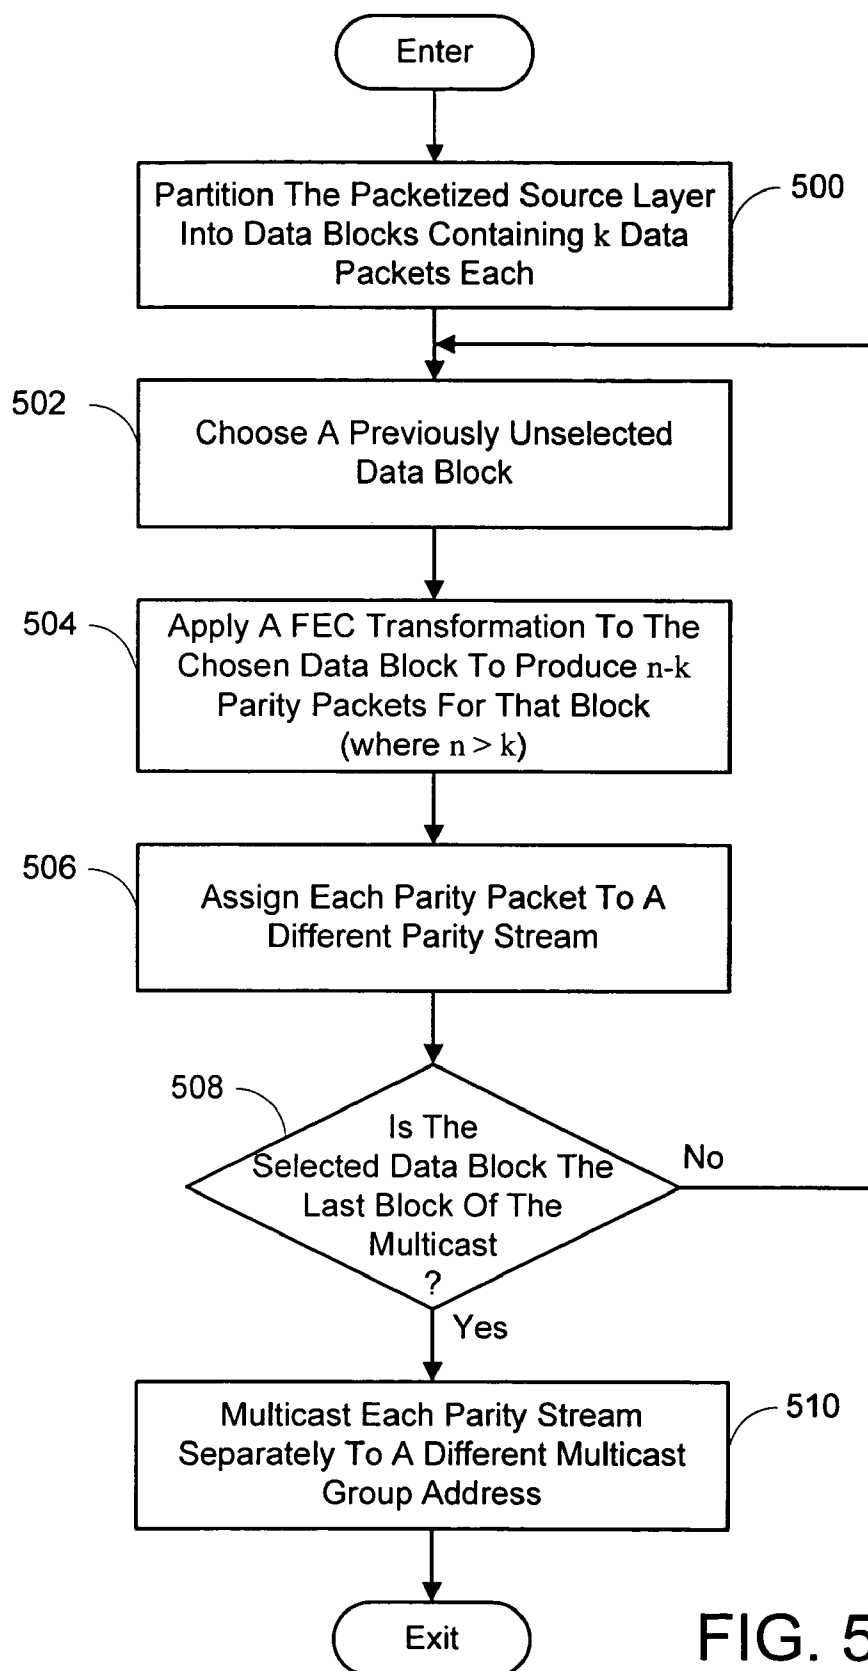 Enter
Partition The Packetized Source Layer
Into Data Blocks Containing k Data
Packets Each
500
502
Choose A Previously Unselected
Data Block
504
Apply A FEC Transformation To The
Chosen Data Block To Produce n-k
Parity Packets For That Block
(where n > k)
506
Assign Each Parity Packet To A
Different Parity Stream
508
Is The
Selected Data Block The
Last Block Of The
Multicast
?
No
Yes
Multicast Each Parity Stream
Separately To A Different Multicast
Group Address
510
Exit
FIG. 5